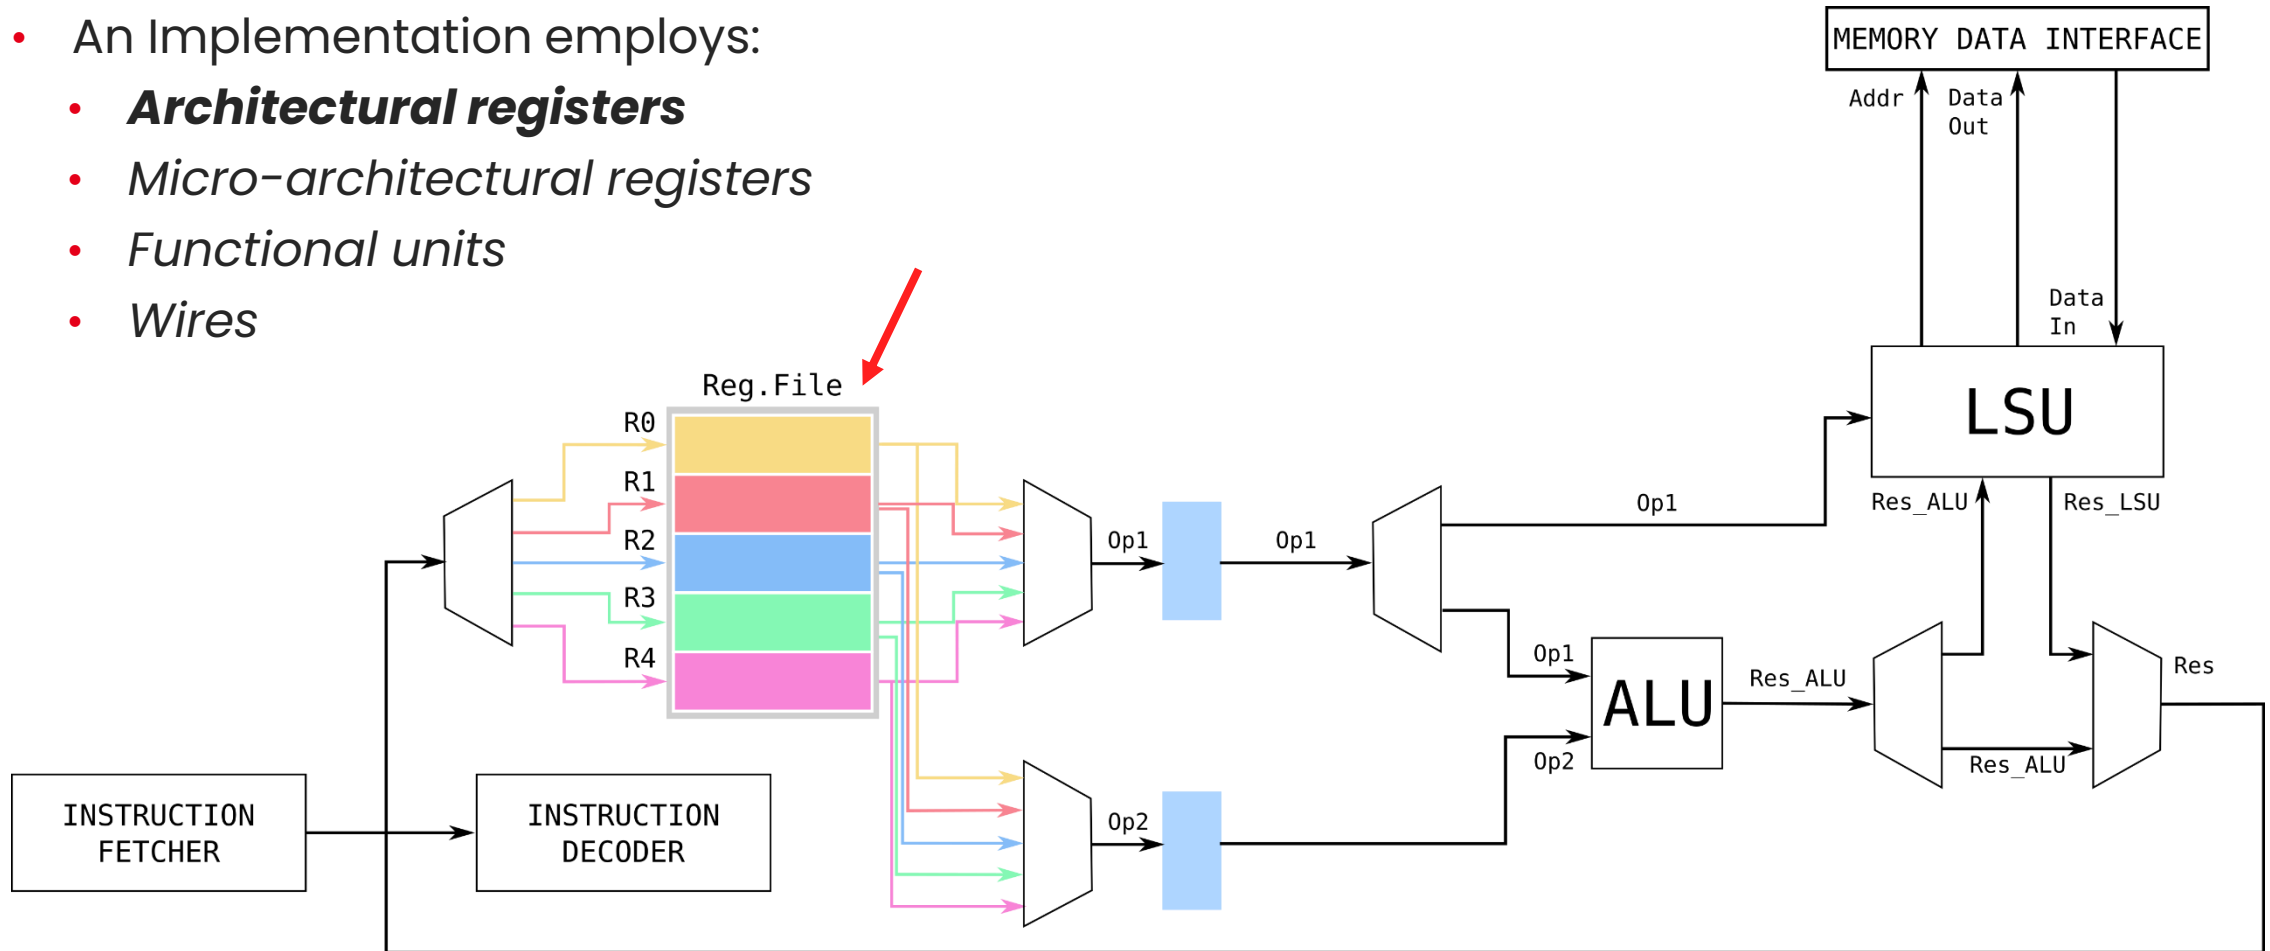 An Implementation employs:
Architectural registers
Micro-architectural registers
Functional units
Wires
MEMORY DATA INTERFACE
Addr
Data
Out
Data
In
LSU
Reg.File
R0
R1
R2
R3
R4
Op1
Op1
Op1
Res_ALU
Res_LSU
Op1
ALU
Op2
Res_ALU
Res
Res_ALU
Op2
INSTRUCTION
FETCHER
INSTRUCTION
DECODER